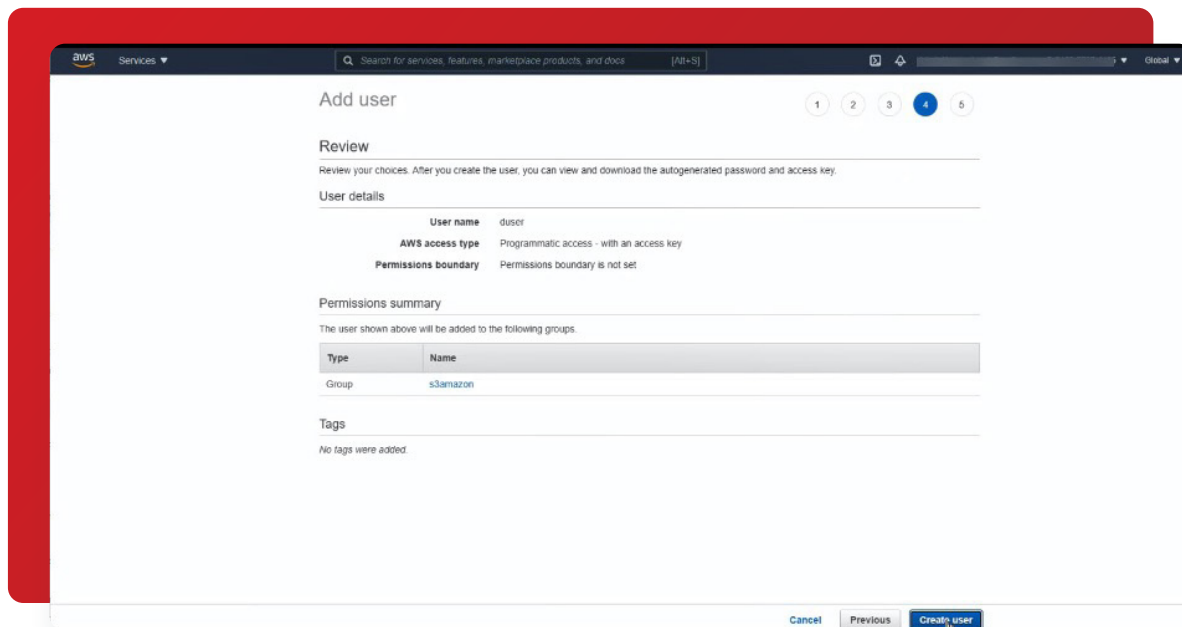 aws Services ▼ Search for services, features, marketplace products, and docs [Alt+S] Global ▼
Add user 1 2 3 4 5
Review
Review your choices. After you create the user, you can view and download the autogenerated password and access key.
User details
User name duser
AWS access type Programmatic access - with an access key
Permissions boundary Permissions boundary is not set
Permissions summary
The user shown above will be added to the following groups.
Type Name
Group s3amazon
Tags
No tags were added.
Cancel Previous Create user